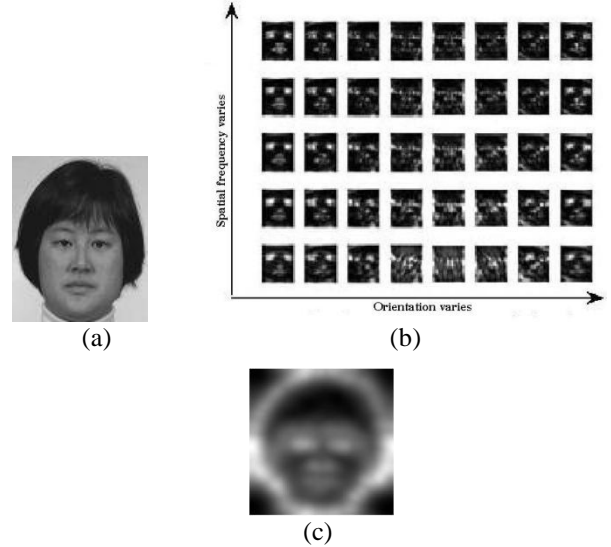 Spatial frequency varies
Orientation varies
(a)
(b)
(c)